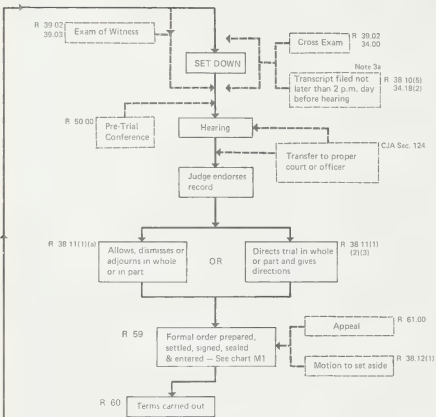 R 39.02
39.03
Exam of Witness
Cross Exam
R 39.02
34.00
SET DOWN
Note 3a
Transcript filed not
later than 2 p.m. day
before hearing
R 38 10(5)
34.18(2)
R 50 00
Pre-Trial
Conference
Hearing
CJA Sec. 124
Transfer to proper
court or officer
Judge endorses
record
R 38 11(1)(a)
Allows, dismisses or
adjourns in whole
or in part
OR
Directs trial in whole
or part and gives
directions
R 38 11(1)
(2)(3)
R 59
Formal order prepared,
settled, signed, sealed
& entered — See chart M1
Appeal
R 61.00
Motion to set aside
R 38.12(1)
R 60
Terms carried out